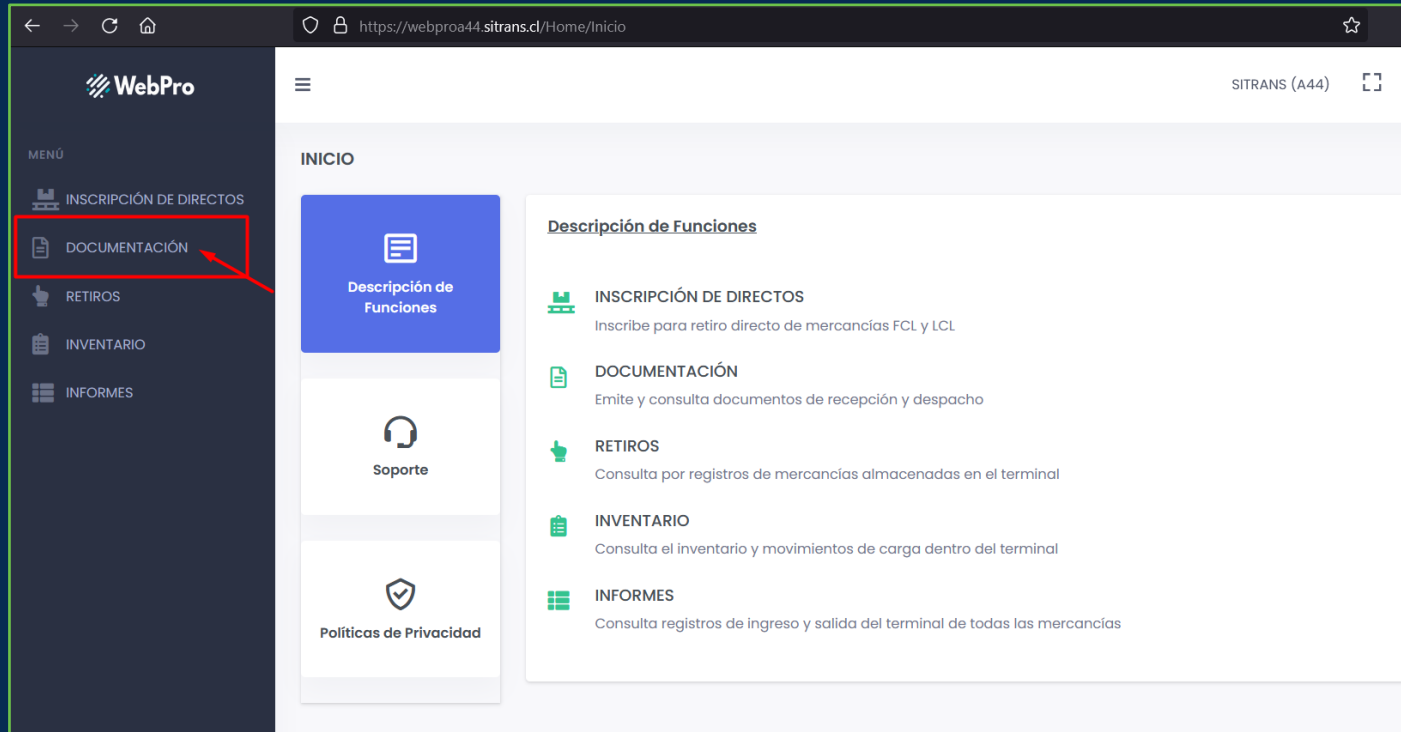 https://webproa44.sitrans.cl/Home/Inicio
WebPro
SITRANS (A44)
MENÚ
INSCRIPCIÓN DE DIRECTOS
DOCUMENTACIÓN
RETIROS
INVENTARIO
INFORMES
INICIO
Descripción de
Funciones
Soporte
Políticas de Privacidad
Descripción de Funciones
INSCRIPCIÓN DE DIRECTOS
Inscribe para retiro directo de mercancías FCL y LCL
DOCUMENTACIÓN
Emite y consulta documentos de recepción y despacho
RETIROS
Consulta por registros de mercancías almacenadas en el terminal
INVENTARIO
Consulta el inventario y movimientos de carga dentro del terminal
INFORMES
Consulta registros de ingreso y salida del terminal de todas las mercancías